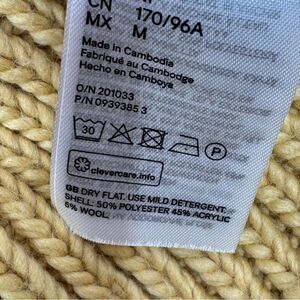 CN 170/96A
MX M
Made in Cambodia
Fabriqué au Cambodge
Hecho en Camboya
O/N 201033
P/N 0939385 3
30 P
clevercare.info
GB DRY FLAT. USE MILD DETERGENT.
SHELL: 50% POLYESTER 45% ACRYLIC
5% WOOL